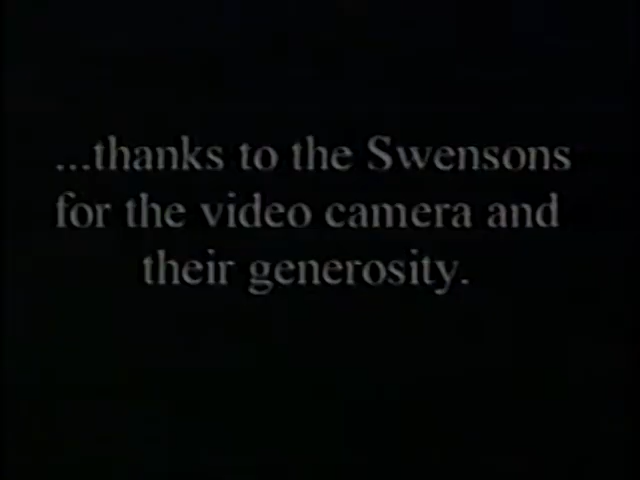 ...thanks to the Swensons
for the video camera and
their generosity.